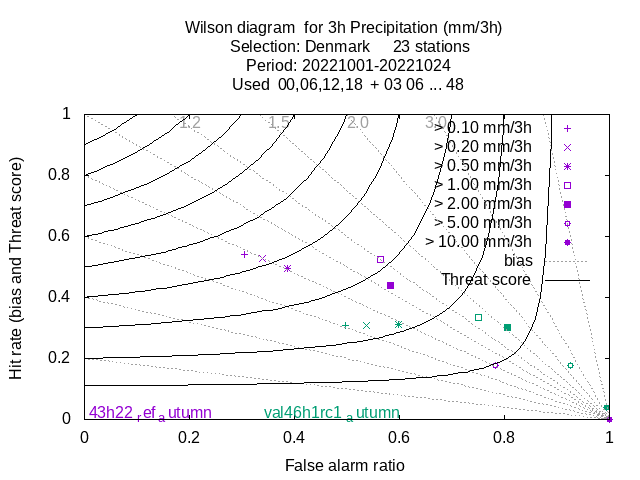 Wilson diagram  for 3h Precipitation (mm/3h)
Selection: Denmark     23 stations
Period: 20221001-20221024
Used  00,06,12,18  + 03 06 ... 48
1.2 1.5 2.0 3.0
> 0.10 mm/3h
> 0.20 mm/3h
> 0.50 mm/3h
> 1.00 mm/3h
> 2.00 mm/3h
> 5.00 mm/3h
> 10.00 mm/3h
bias
Threat score
1
0.8
0.6
0.4
0.2
0
Hit rate (bias and Threat score)
43h22refautumn val46h1rc1autumn
0 0.2 0.4 0.6 0.8 1
False alarm ratio